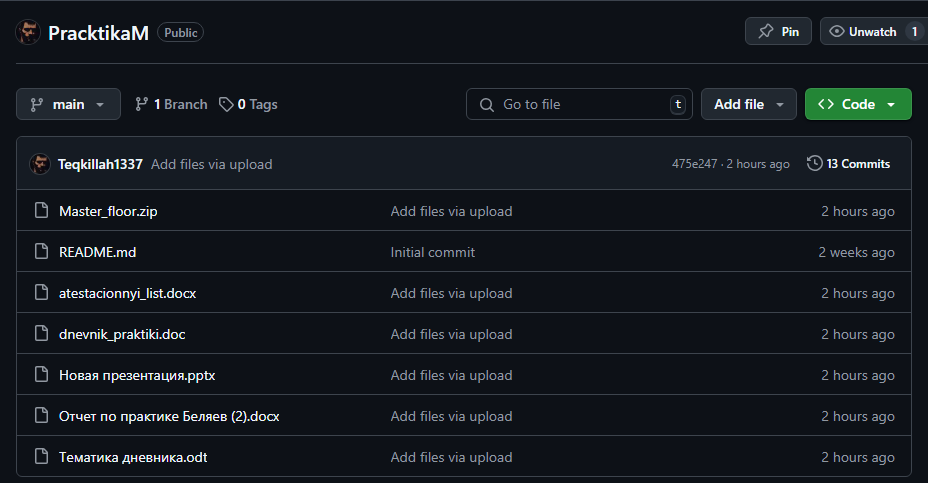 PracktikaM Public Pin Unwatch 1
main 1 Branch 0 Tags Go to file t Add file Code
Teqkillah1337 Add files via upload 475e247 · 2 hours ago 13 Commits
Master_floor.zip Add files via upload 2 hours ago
README.md Initial commit 2 weeks ago
atestacionnyi_list.docx Add files via upload 2 hours ago
dnevnik_praktiki.doc Add files via upload 2 hours ago
Новая презентация.pptx Add files via upload 2 hours ago
Отчет по практике Беляев (2).docx Add files via upload 2 hours ago
Тематика дневника.odt Add files via upload 2 hours ago